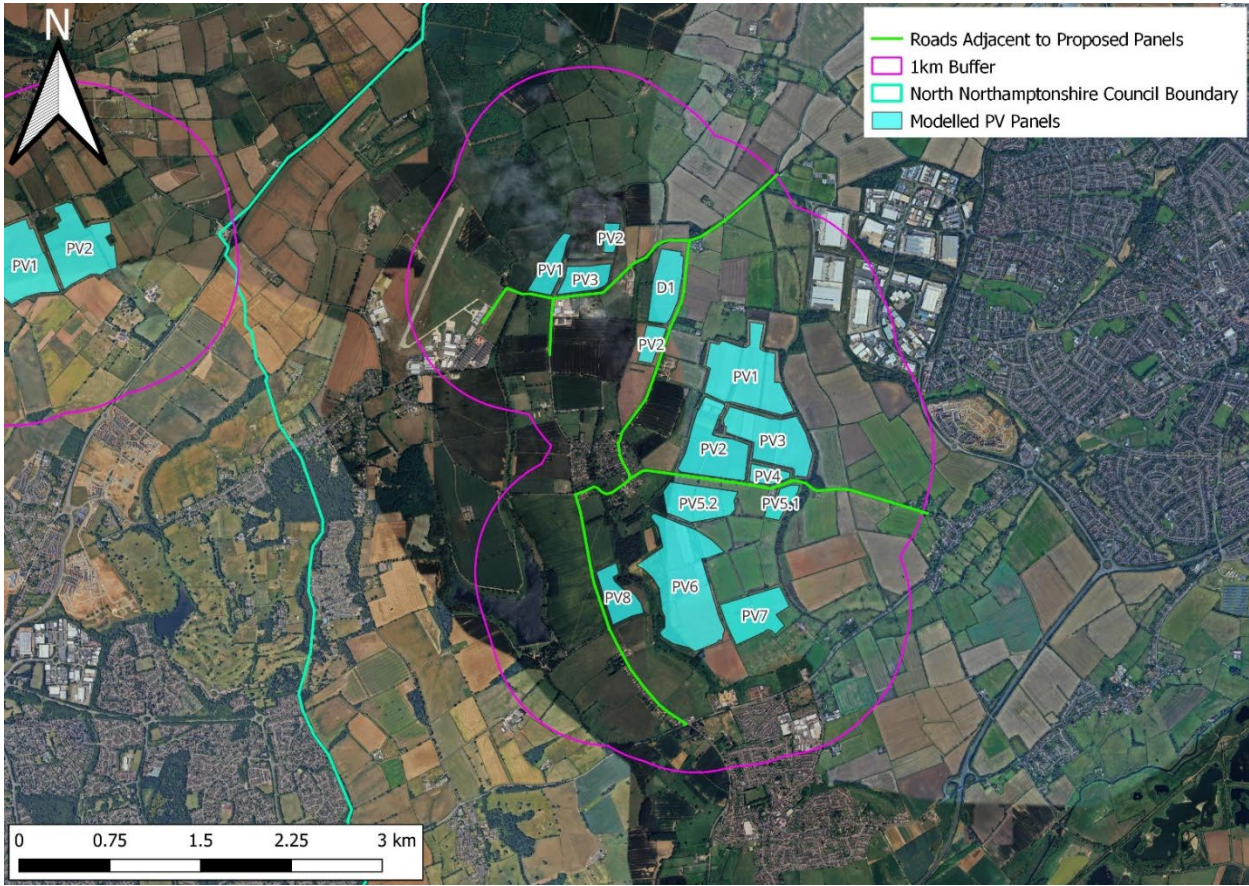 N
Roads Adjacent to Proposed Panels
1km Buffer
North Northamptonshire Council Boundary
Modelled PV Panels
PV1
PV2
PV1
PV2
PV3
D1
PV2
PV1
PV2
PV3
PV4
PV5.2
PV5.1
PV6
PV8
PV7
0 0.75 1.5 2.25 3 km